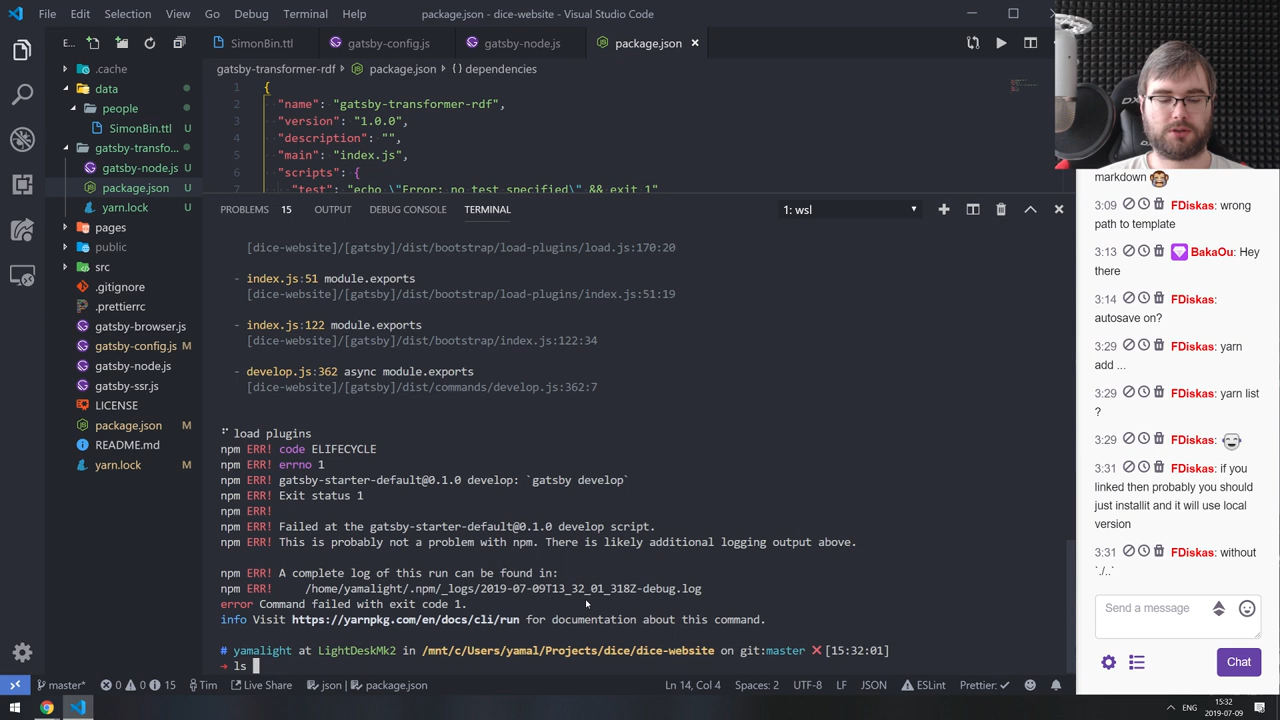 File Edit Selection View Go Debug Terminal Help
package.json - dice-website - Visual Studio Code
E...
SimonBin.ttl
gatsby-config.js
gatsby-node.js
package.json
gatsby-transformer-rdf › package.json › {} dependencies
.cache
data
people
SimonBin.ttl U
gatsby-transfo...
gatsby-node.js U
package.json U
yarn.lock U
pages
public
src
.gitignore
.prettierrc
gatsby-browser.js
gatsby-config.js M
gatsby-node.js
gatsby-ssr.js
LICENSE
package.json M
README.md
yarn.lock M
1 {
2 "name": "gatsby-transformer-rdf",
3 "version": "1.0.0",
4 "description": "",
5 "main": "index.js",
6 "scripts": {
7 "test": "echo \"Error: no test specified\" && exit 1"
PROBLEMS 15 OUTPUT DEBUG CONSOLE TERMINAL
1: wsl
[dice-website]/[gatsby]/dist/bootstrap/load-plugins/load.js:170:20
- index.js:51 module.exports
[dice-website]/[gatsby]/dist/bootstrap/load-plugins/index.js:51:19
- index.js:122 module.exports
[dice-website]/[gatsby]/dist/bootstrap/index.js:122:34
- develop.js:362 async module.exports
[dice-website]/[gatsby]/dist/commands/develop.js:362:7
load plugins
npm ERR! code ELIFECYCLE
npm ERR! errno 1
npm ERR! gatsby-starter-default@0.1.0 develop: `gatsby develop`
npm ERR! Exit status 1
npm ERR!
npm ERR! Failed at the gatsby-starter-default@0.1.0 develop script.
npm ERR! This is probably not a problem with npm. There is likely additional logging output above.
npm ERR! A complete log of this run can be found in:
npm ERR! /home/yamalight/.npm/_logs/2019-07-09T13_32_01_318Z-debug.log
error Command failed with exit code 1.
info Visit https://yarnpkg.com/en/docs/cli/run for documentation about this command.
# yamalight at LightDeskMk2 in /mnt/c/Users/yamal/Projects/dice/dice-website on git:master ❌ [15:32:01]
→ ls
markdown
3:09 FDiskas: wrong
path to template
3:13 BakaOu: Hey
there
3:14 FDiskas:
autosave on?
3:29 FDiskas: yarn
add ...
3:29 FDiskas: yarn list
?
3:29 FDiskas:
3:31 FDiskas: if you
linked then probably you should
just installit and it will use local
version
3:31 FDiskas: without
`./..`
Send a message
Chat
master* 0 0 15 Tim Live Share json | package.json
Ln 14, Col 4 Spaces: 2 UTF-8 LF JSON ESLint Prettier: ✓
ENG
15:32
2019-07-09